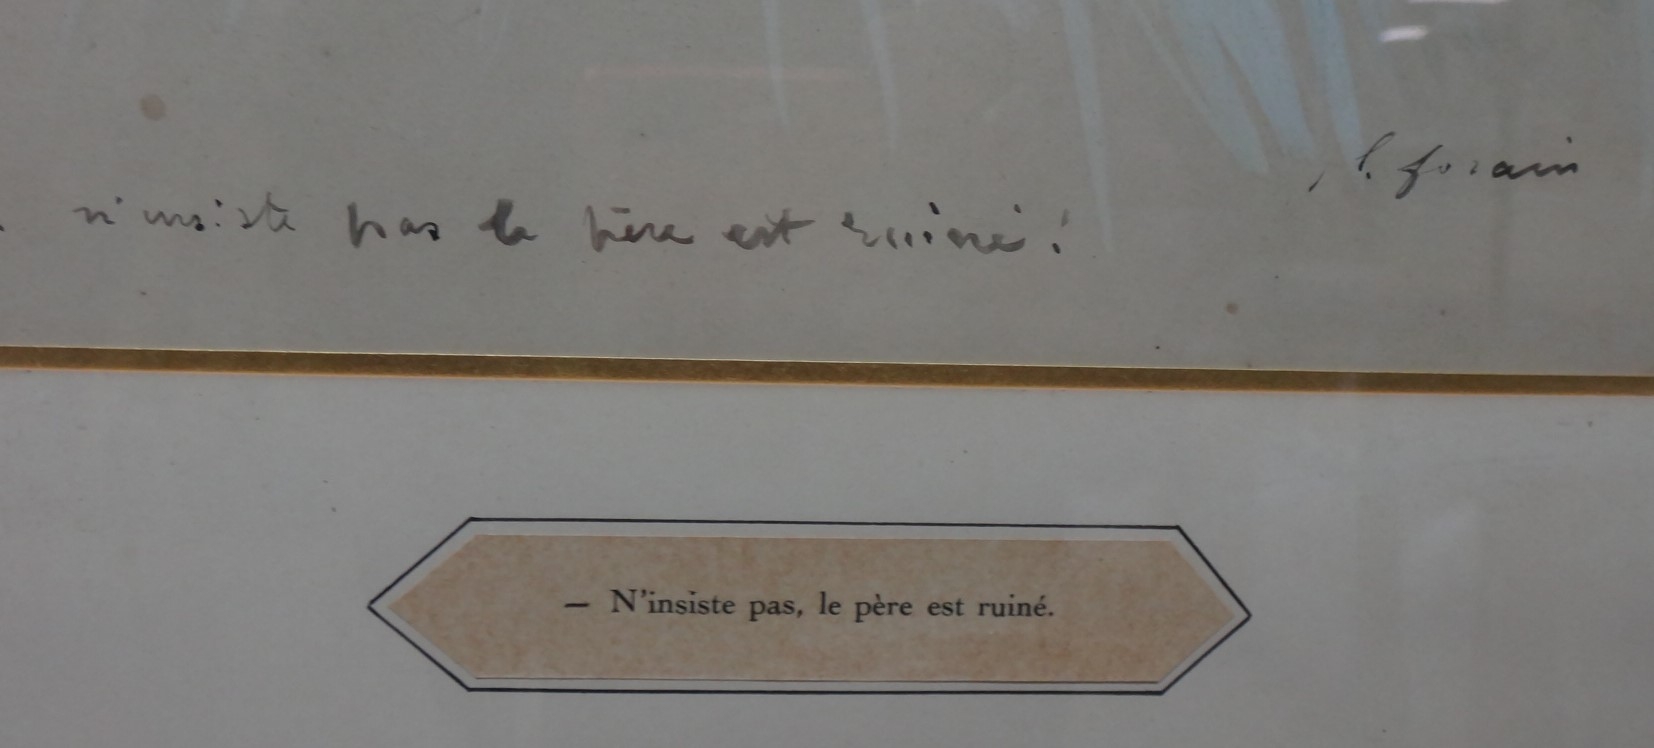 l. forain
n'insiste pas le père est ruiné!
– N'insiste pas, le père est ruiné.